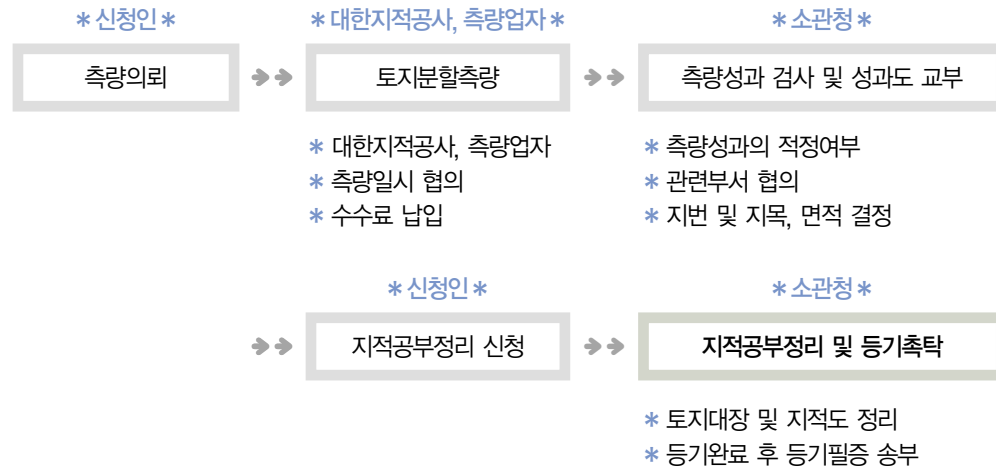 *신청인* *대한지적공사, 측량업자* *소관청*
측량의뢰 토지분할측량 측량성과 검사 및 성과도 교부
* 대한지적공사, 측량업자 * 측량성과의 적정여부
* 측량일시 협의 * 관련부서 협의
* 수수료 납입 * 지번 및 지목, 면적 결정
*신청인* *소관청*
지적공부정리 신청 지적공부정리 및 등기촉탁
* 토지대장 및 지적도 정리
* 등기완료 후 등기필증 송부